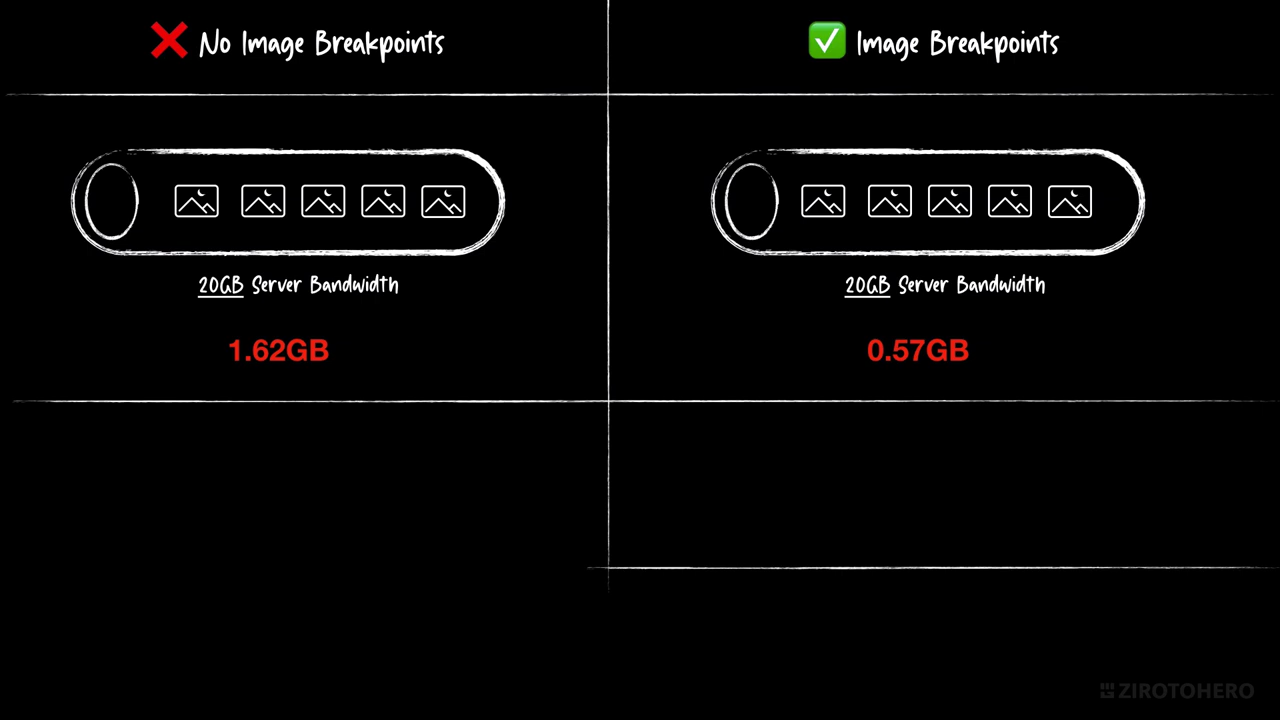 ❌ No Image Breakpoints
✅ Image Breakpoints
20GB Server Bandwidth
20GB Server Bandwidth
1.62GB
0.57GB
ZIROTOHERO